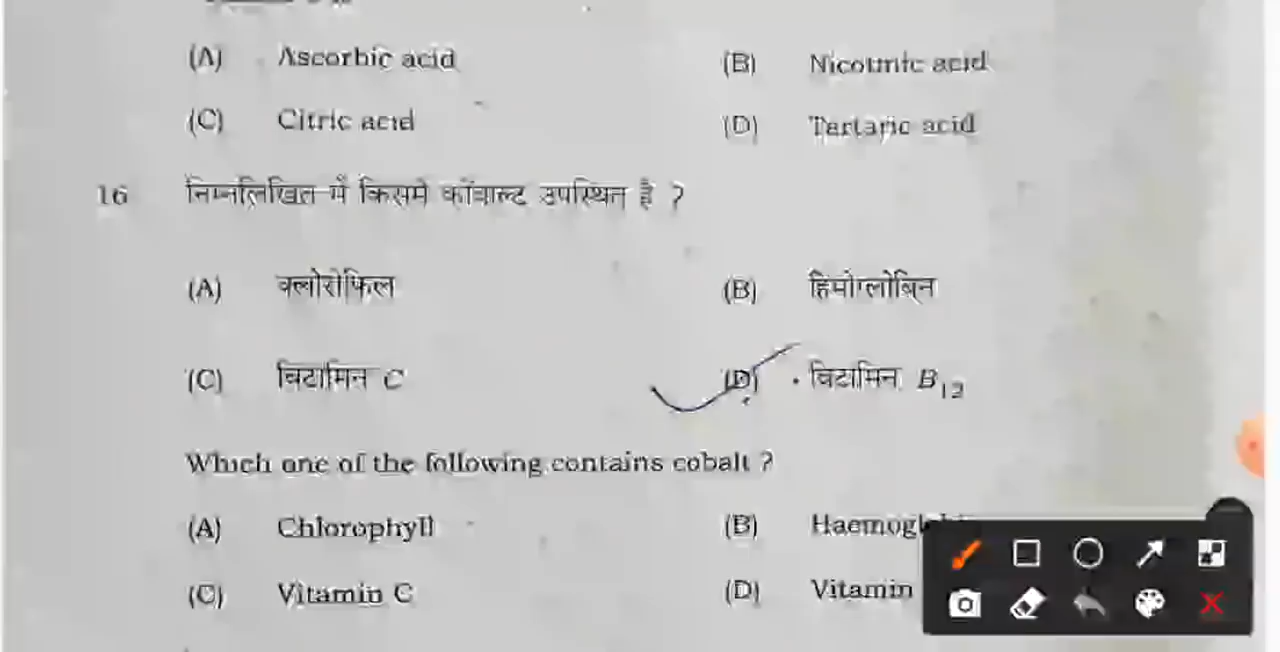 (A) Ascorbic acid (B) Nicotinic acid
(C) Citric acid (D) Tartaric acid
16 निम्नलिखित में किसमे कोबाल्ट उपस्थित है ?
(A) क्लोरोफिल (B) हिमोग्लोबिन
(C) विटामिन C (D) विटामिन B12
Which one of the following contains cobalt ?
(A) Chlorophyll (B)
(C) Vitamin C (D) Vitamin